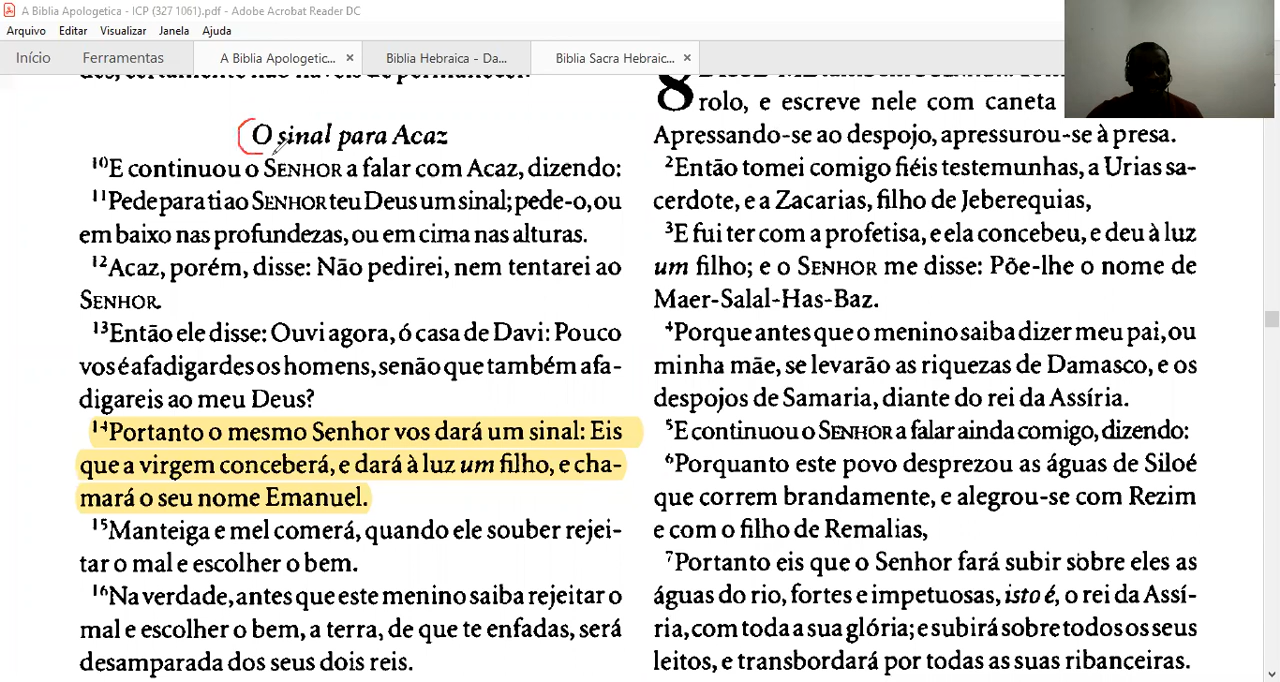 A Biblia Apologetica - ICP (327 1061).pdf - Adobe Acrobat Reader DC
Arquivo Editar Visualizar Janela Ajuda
Início Ferramentas A Biblia Apologetic... × Biblia Hebraica - Da... Biblia Sacra Hebraic... ×
O sinal para Acaz
¹⁰E continuou o SENHOR a falar com Acaz, dizendo:
¹¹Pede para ti ao SENHOR teu Deus um sinal; pede-o, ou
em baixo nas profundezas, ou em cima nas alturas.
¹²Acaz, porém, disse: Não pedirei, nem tentarei ao
SENHOR.
¹³Então ele disse: Ouvi agora, ó casa de Davi: Pouco
vos é afadigardes os homens, senão que também afa-
digareis ao meu Deus?
¹⁴Portanto o mesmo Senhor vos dará um sinal: Eis
que a virgem conceberá, e dará à luz um filho, e cha-
mará o seu nome Emanuel.
¹⁵Manteiga e mel comerá, quando ele souber rejei-
tar o mal e escolher o bem.
¹⁶Na verdade, antes que este menino saiba rejeitar o
mal e escolher o bem, a terra, de que te enfadas, será
desamparada dos seus dois reis.
8
rolo, e escreve nele com caneta
Apressando-se ao despojo, apressurou-se à presa.
²Então tomei comigo fiéis testemunhas, a Urias sa-
cerdote, e a Zacarias, filho de Jeberequias,
³E fui ter com a profetisa, e ela concebeu, e deu à luz
um filho; e o SENHOR me disse: Põe-lhe o nome de
Maer-Salal-Has-Baz.
⁴Porque antes que o menino saiba dizer meu pai, ou
minha mãe, se levarão as riquezas de Damasco, e os
despojos de Samaria, diante do rei da Assíria.
⁵E continuou o SENHOR a falar ainda comigo, dizendo:
⁶Porquanto este povo desprezou as águas de Siloé
que correm brandamente, e alegrou-se com Rezim
e com o filho de Remalias,
⁷Portanto eis que o Senhor fará subir sobre eles as
águas do rio, fortes e impetuosas, isto é, o rei da Assí-
ria, com toda a sua glória; e subirá sobre todos os seus
leitos, e transbordará por todas as suas ribanceiras.